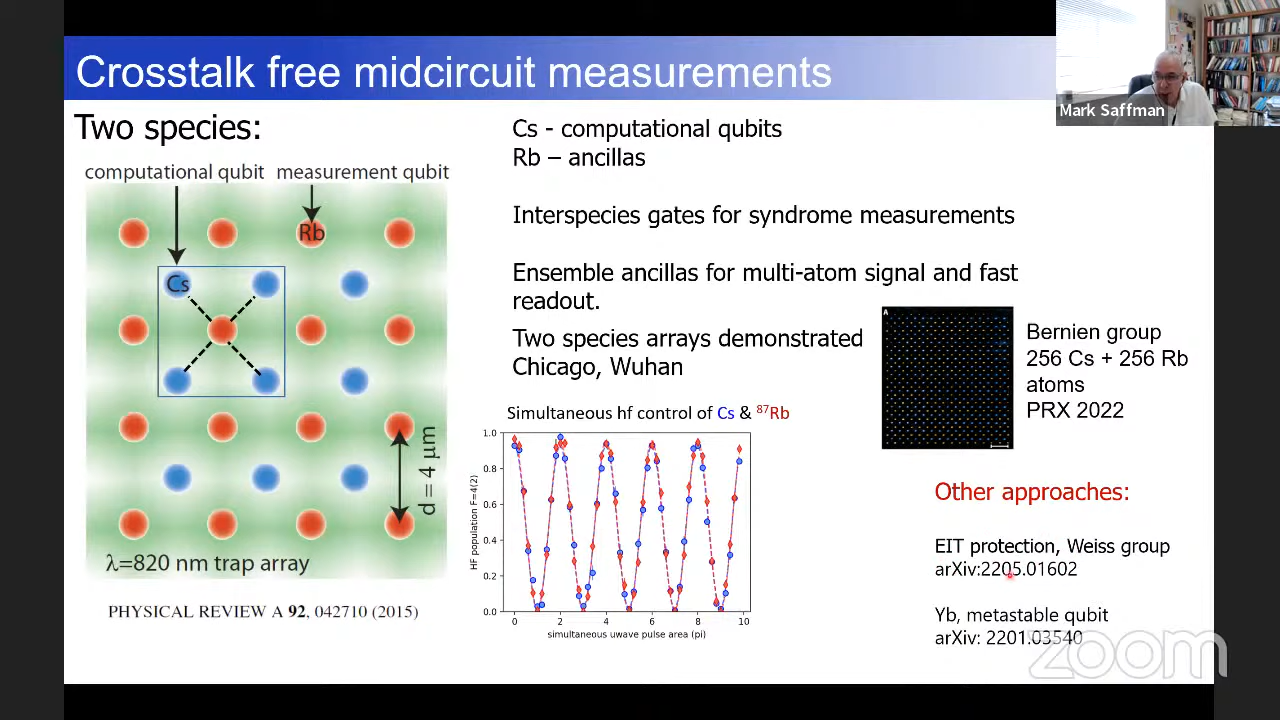 Crosstalk free midcircuit measurements
Mark Saffman
Two species:
computational qubit
measurement qubit
Rb
Cs
d = 4 μm
λ=820 nm trap array
PHYSICAL REVIEW A 92, 042710 (2015)
Cs - computational qubits
Rb – ancillas
Interspecies gates for syndrome measurements
Ensemble ancillas for multi-atom signal and fast
readout.
Two species arrays demonstrated
Chicago, Wuhan
A
Bernien group
256 Cs + 256 Rb
atoms
PRX 2022
Simultaneous hf control of Cs & ⁸⁷Rb
HF population F=4(2)
1.0
0.8
0.6
0.4
0.2
0.0
0 2 4 6 8 10
simultaneous uwave pulse area (pi)
Other approaches:
EIT protection, Weiss group
arXiv:2205.01602
Yb, metastable qubit
arXiv: 2201.03540
zoom